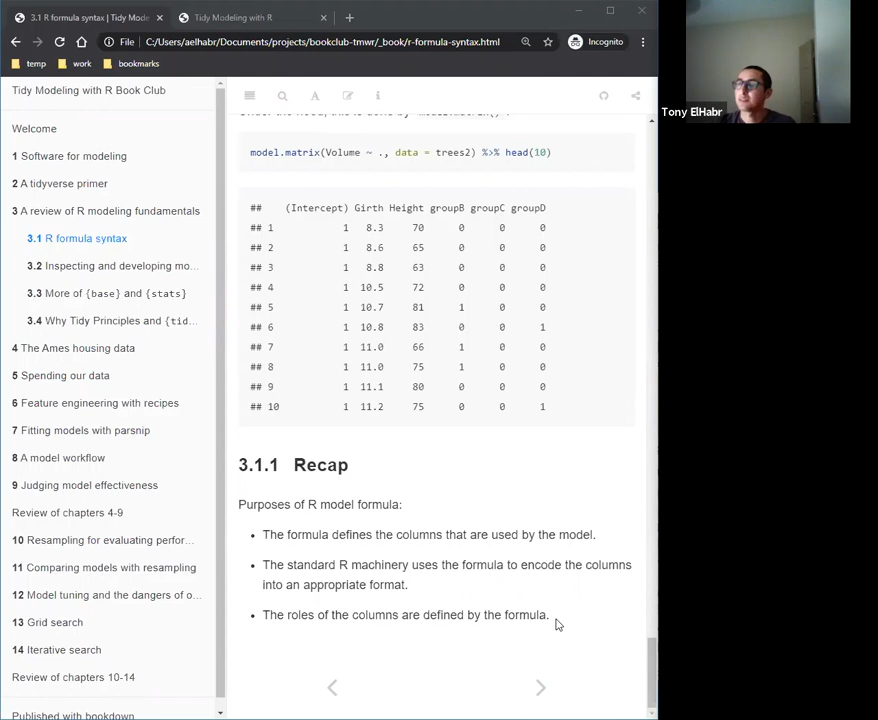 3.1 R formula syntax | Tidy Mode
Tidy Modeling with R
File
C:/Users/aelhabr/Documents/projects/bookclub-tmwr/_book/r-formula-syntax.html
Incognito
temp
work
bookmarks
Tidy Modeling with R Book Club
Welcome
1 Software for modeling
2 A tidyverse primer
3 A review of R modeling fundamentals
3.1 R formula syntax
3.2 Inspecting and developing mo...
3.3 More of {base} and {stats}
3.4 Why Tidy Principles and {tid...
4 The Ames housing data
5 Spending our data
6 Feature engineering with recipes
7 Fitting models with parsnip
8 A model workflow
9 Judging model effectiveness
Review of chapters 4-9
10 Resampling for evaluating perfor...
11 Comparing models with resampling
12 Model tuning and the dangers of o...
13 Grid search
14 Iterative search
Review of chapters 10-14
Published with bookdown
model.matrix(Volume ~ ., data = trees2) %>% head(10)
## (Intercept) Girth Height groupB groupC groupD
## 1 1 8.3 70 0 0 0
## 2 1 8.6 65 0 0 0
## 3 1 8.8 63 0 0 0
## 4 1 10.5 72 0 0 0
## 5 1 10.7 81 1 0 0
## 6 1 10.8 83 0 0 1
## 7 1 11.0 66 1 0 0
## 8 1 11.0 75 1 0 0
## 9 1 11.1 80 0 0 0
## 10 1 11.2 75 0 0 1
3.1.1 Recap
Purposes of R model formula:
• The formula defines the columns that are used by the model.
• The standard R machinery uses the formula to encode the columns
into an appropriate format.
• The roles of the columns are defined by the formula.
Tony ElHabr